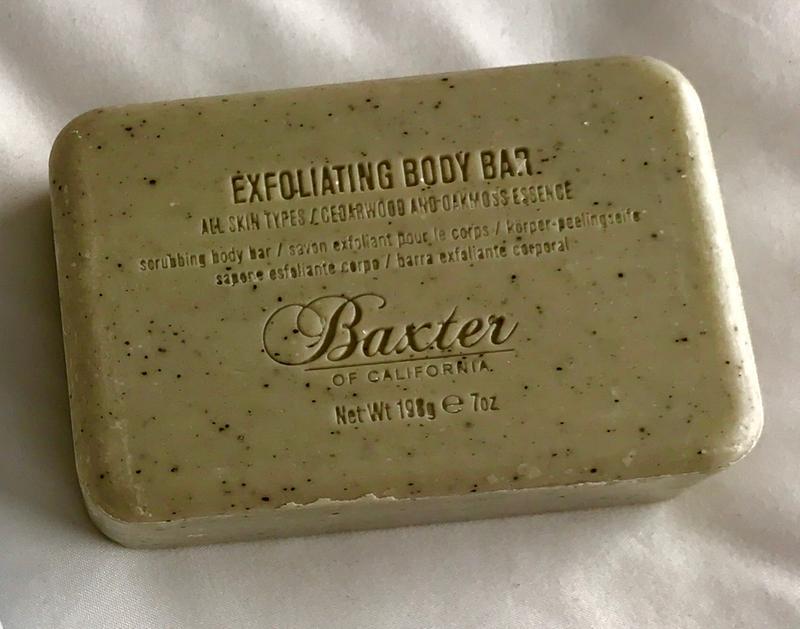 EXFOLIATING BODY BAR
ALL SKIN TYPES / CEDARWOOD AND OAKMOSS ESSENCE
scrubbing body bar / savon exfoliant pour le corps / körper-peelingseife
sapone esfoliante corpo / barra exfoliante corporal
Baxter
OF CALIFORNIA
Net Wt 198g ℮ 7oz